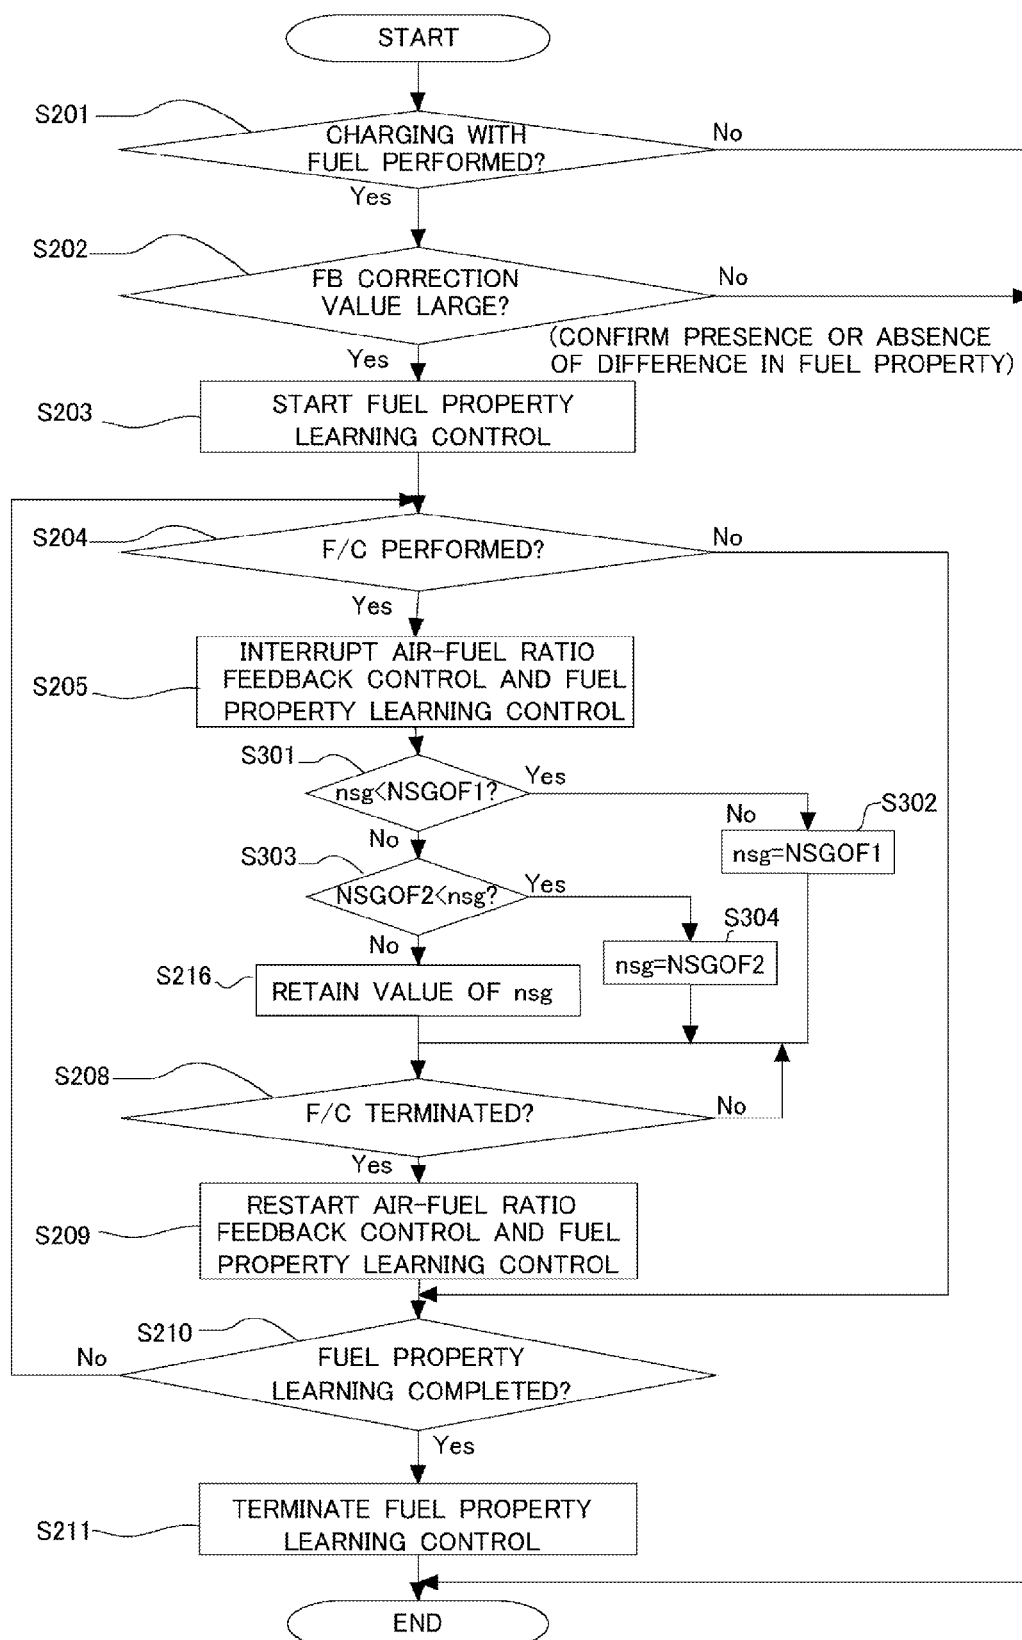 START
S201
CHARGING WITH
FUEL PERFORMED?
No
Yes
S202
FB CORRECTION
VALUE LARGE?
No
(CONFIRM PRESENCE OR ABSENCE
OF DIFFERENCE IN FUEL PROPERTY)
Yes
S203
START FUEL PROPERTY
LEARNING CONTROL
S204
F/C PERFORMED?
No
Yes
S205
INTERRUPT AIR-FUEL RATIO
FEEDBACK CONTROL AND FUEL
PROPERTY LEARNING CONTROL
S301
nsg<NSGOF1?
Yes
No
S302
nsg=NSGOF1
No
S303
NSGOF2<nsg?
Yes
S304
nsg=NSGOF2
No
S216
RETAIN VALUE OF nsg
S208
F/C TERMINATED?
No
Yes
S209
RESTART AIR-FUEL RATIO
FEEDBACK CONTROL AND FUEL
PROPERTY LEARNING CONTROL
S210
No
FUEL PROPERTY
LEARNING COMPLETED?
Yes
S211
TERMINATE FUEL PROPERTY
LEARNING CONTROL
END